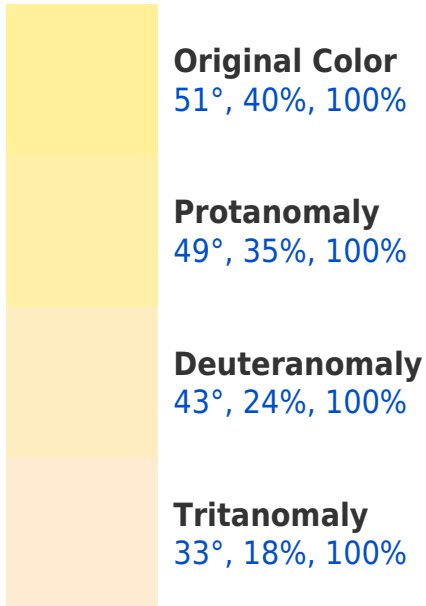 Original Color
51°, 40%, 100%
Protanomaly
49°, 35%, 100%
Deuteranomaly
43°, 24%, 100%
Tritanomaly
33°, 18%, 100%